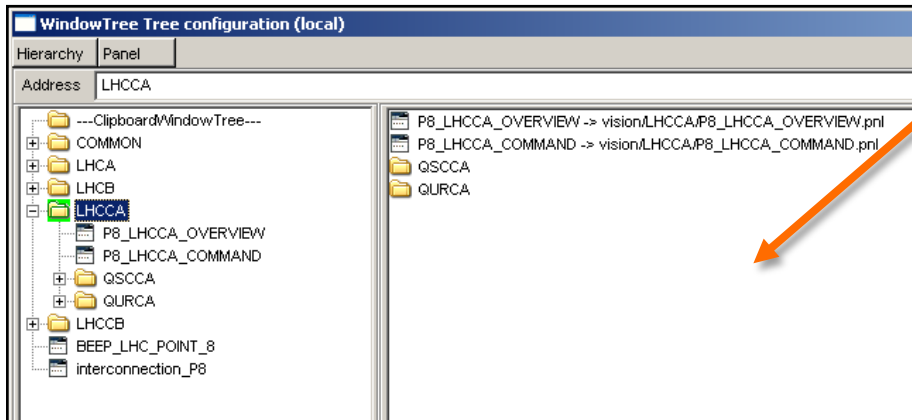 WindowTree Tree configuration (local)
Hierarchy Panel
Address LHCCA
---ClipboardWindowTree---
COMMON
LHCA
LHCB
LHCCA
P8_LHCCA_OVERVIEW
P8_LHCCA_COMMAND
QSCCA
QURCA
LHCCB
BEEP_LHC_POINT_8
interconnection_P8
P8_LHCCA_OVERVIEW -> vision/LHCCA/P8_LHCCA_OVERVIEW.pnl
P8_LHCCA_COMMAND -> vision/LHCCA/P8_LHCCA_COMMAND.pnl
QSCCA
QURCA